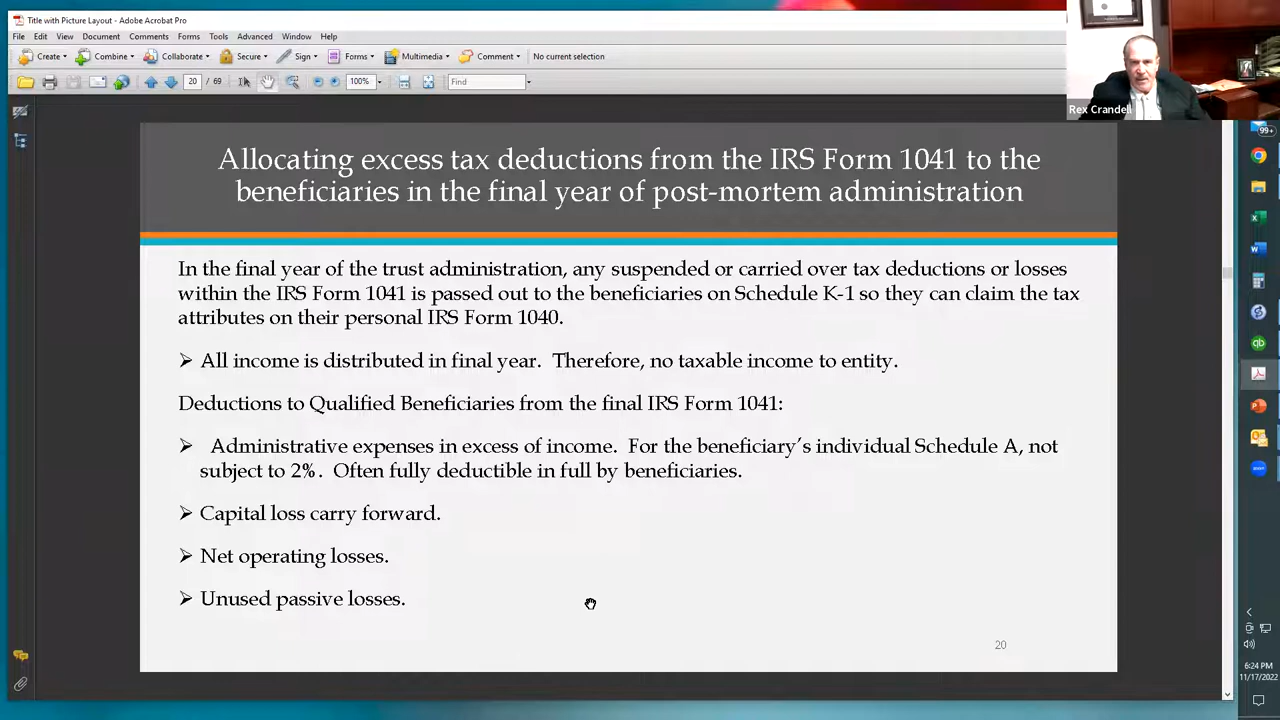 Title with Picture Layout - Adobe Acrobat Pro
File Edit View Document Comments Forms Tools Advanced Window Help
Create Combine Collaborate Secure Sign Forms Multimedia Comment No current selection
20 / 69 100% Find
Rex Crandell
99+
Allocating excess tax deductions from the IRS Form 1041 to the
beneficiaries in the final year of post-mortem administration
In the final year of the trust administration, any suspended or carried over tax deductions or losses
within the IRS Form 1041 is passed out to the beneficiaries on Schedule K-1 so they can claim the tax
attributes on their personal IRS Form 1040.
All income is distributed in final year. Therefore, no taxable income to entity.
Deductions to Qualified Beneficiaries from the final IRS Form 1041:
Administrative expenses in excess of income. For the beneficiary's individual Schedule A, not
subject to 2%. Often fully deductible in full by beneficiaries.
Capital loss carry forward.
Net operating losses.
Unused passive losses.
20
6:24 PM
11/17/2022